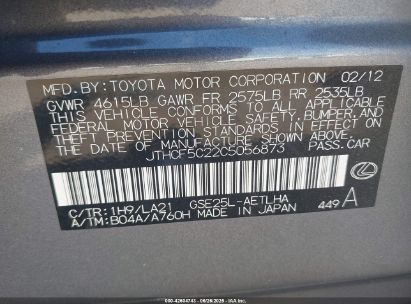 MFD. BY: TOYOTA MOTOR CORPORATION 02/12
GVWR 4615LB GAWR FR 2575LB RR 2535LB
THIS VEHICLE CONFORMS TO ALL APPLICABLE
FEDERAL MOTOR VEHICLE SAFETY, BUMPER, AND
THEFT PREVENTION STANDARDS IN EFFECT ON
THE DATE OF MANUFACTURE SHOWN ABOVE.
JTHCF5C22C5056873 PASS.CAR
C/TR: 1H9/LA21 GSE25L-AETLHA
A/TM: B04A/A760H MADE IN JAPAN 449 A